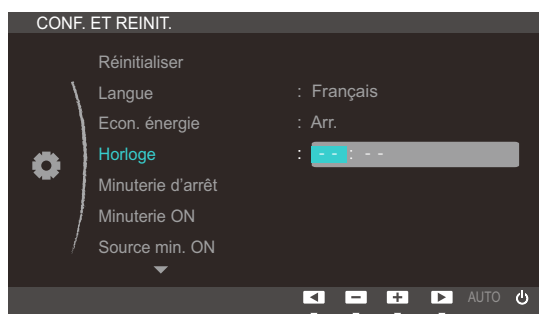 CONF. ET REINIT.
Réinitialiser
Langue : Français
Econ. énergie : Arr.
Horloge : - - : - -
Minuterie d'arrêt
Minuterie ON
Source min. ON
AUTO